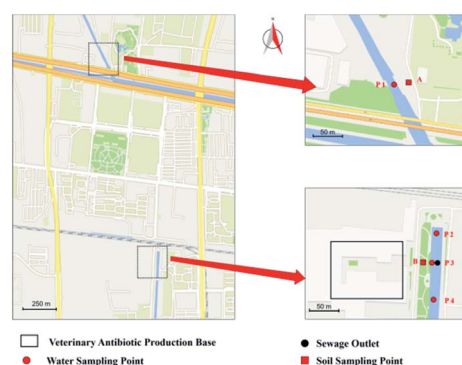 P 1
A
50 m
P 2
B
P 3
P 4
250 m
50 m
Veterinary Antibiotic Production Base
Sewage Outlet
Water Sampling Point
Soil Sampling Point